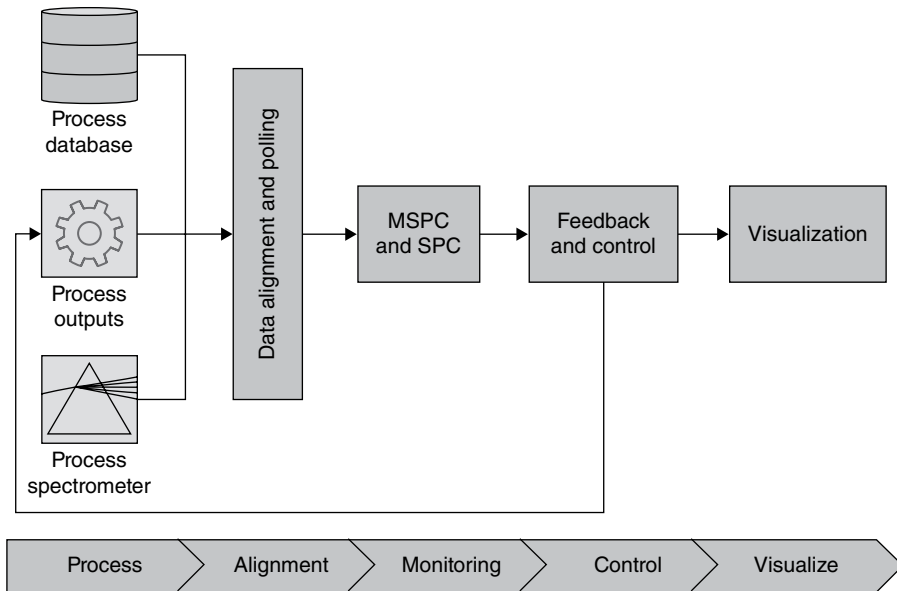 Process
database
Process
outputs
Process
spectrometer
Data alignment and polling
MSPC
and SPC
Feedback
and control
Visualization
Process
Alignment
Monitoring
Control
Visualize